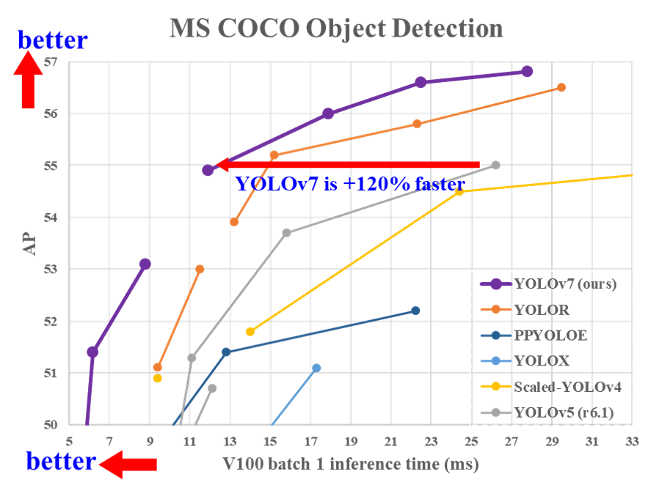 MS COCO Object Detection
better
57
56
55
YOLOv7 is +120% faster
54
AP
53
52
51
50
YOLOv7 (ours)
YOLOR
PPYOLOE
YOLOX
Scaled-YOLOv4
YOLOv5 (r6.1)
5 7 9 11 13 15 17 19 21 23 25 27 29 31 33
better
V100 batch 1 inference time (ms)